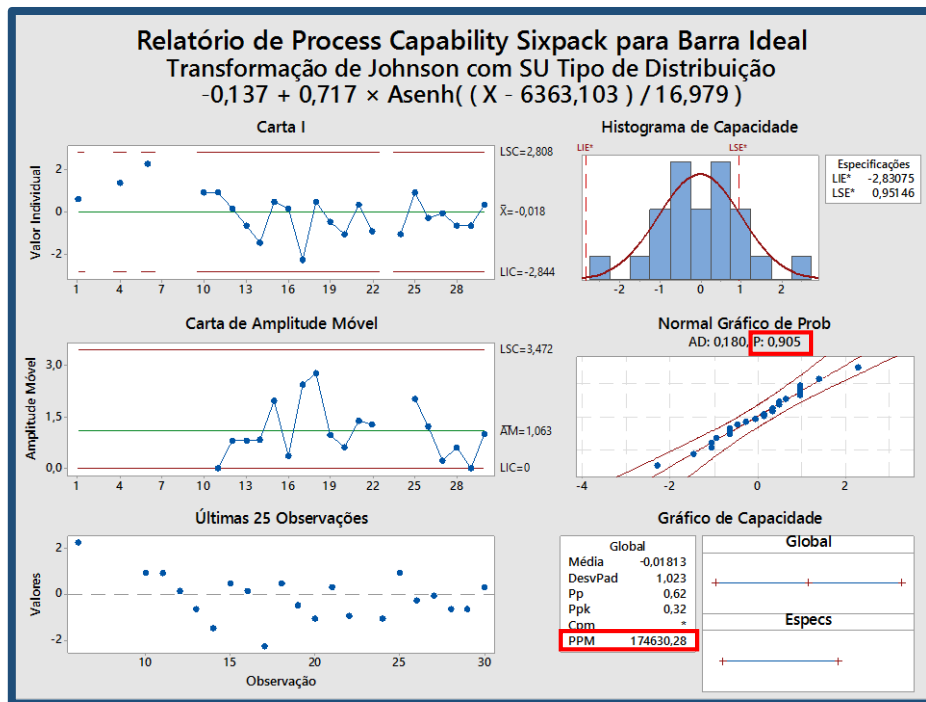 Relatório de Process Capability Sixpack para Barra Ideal
Transformação de Johnson com SU Tipo de Distribuição
-0,137 + 0,717 × Asenh( ( X - 6363,103 ) / 16,979 )
Carta I
Valor Individual
2
0
-2
1 4 7 10 13 16 19 22 25 28
LSC=2,808
X̄=-0,018
LIC=-2,844
Histograma de Capacidade
LIE* LSE*
-2 -1 0 1 2
Especificações
LIE* -2,83075
LSE* 0,95146
Carta de Amplitude Móvel
Amplitude Móvel
3,0
1,5
0,0
1 4 7 10 13 16 19 22 25 28
LSC=3,472
A̅M̅=1,063
LIC=0
Normal Gráfico de Prob
AD: 0,180, P: 0,905
-4 -2 0 2
Últimas 25 Observações
Valores
2
0
-2
10 15 20 25 30
Observação
Gráfico de Capacidade
Global
Média -0,01813
DesvPad 1,023
Pp 0,62
Ppk 0,32
Cpm *
PPM 174630,28
Global
Especs